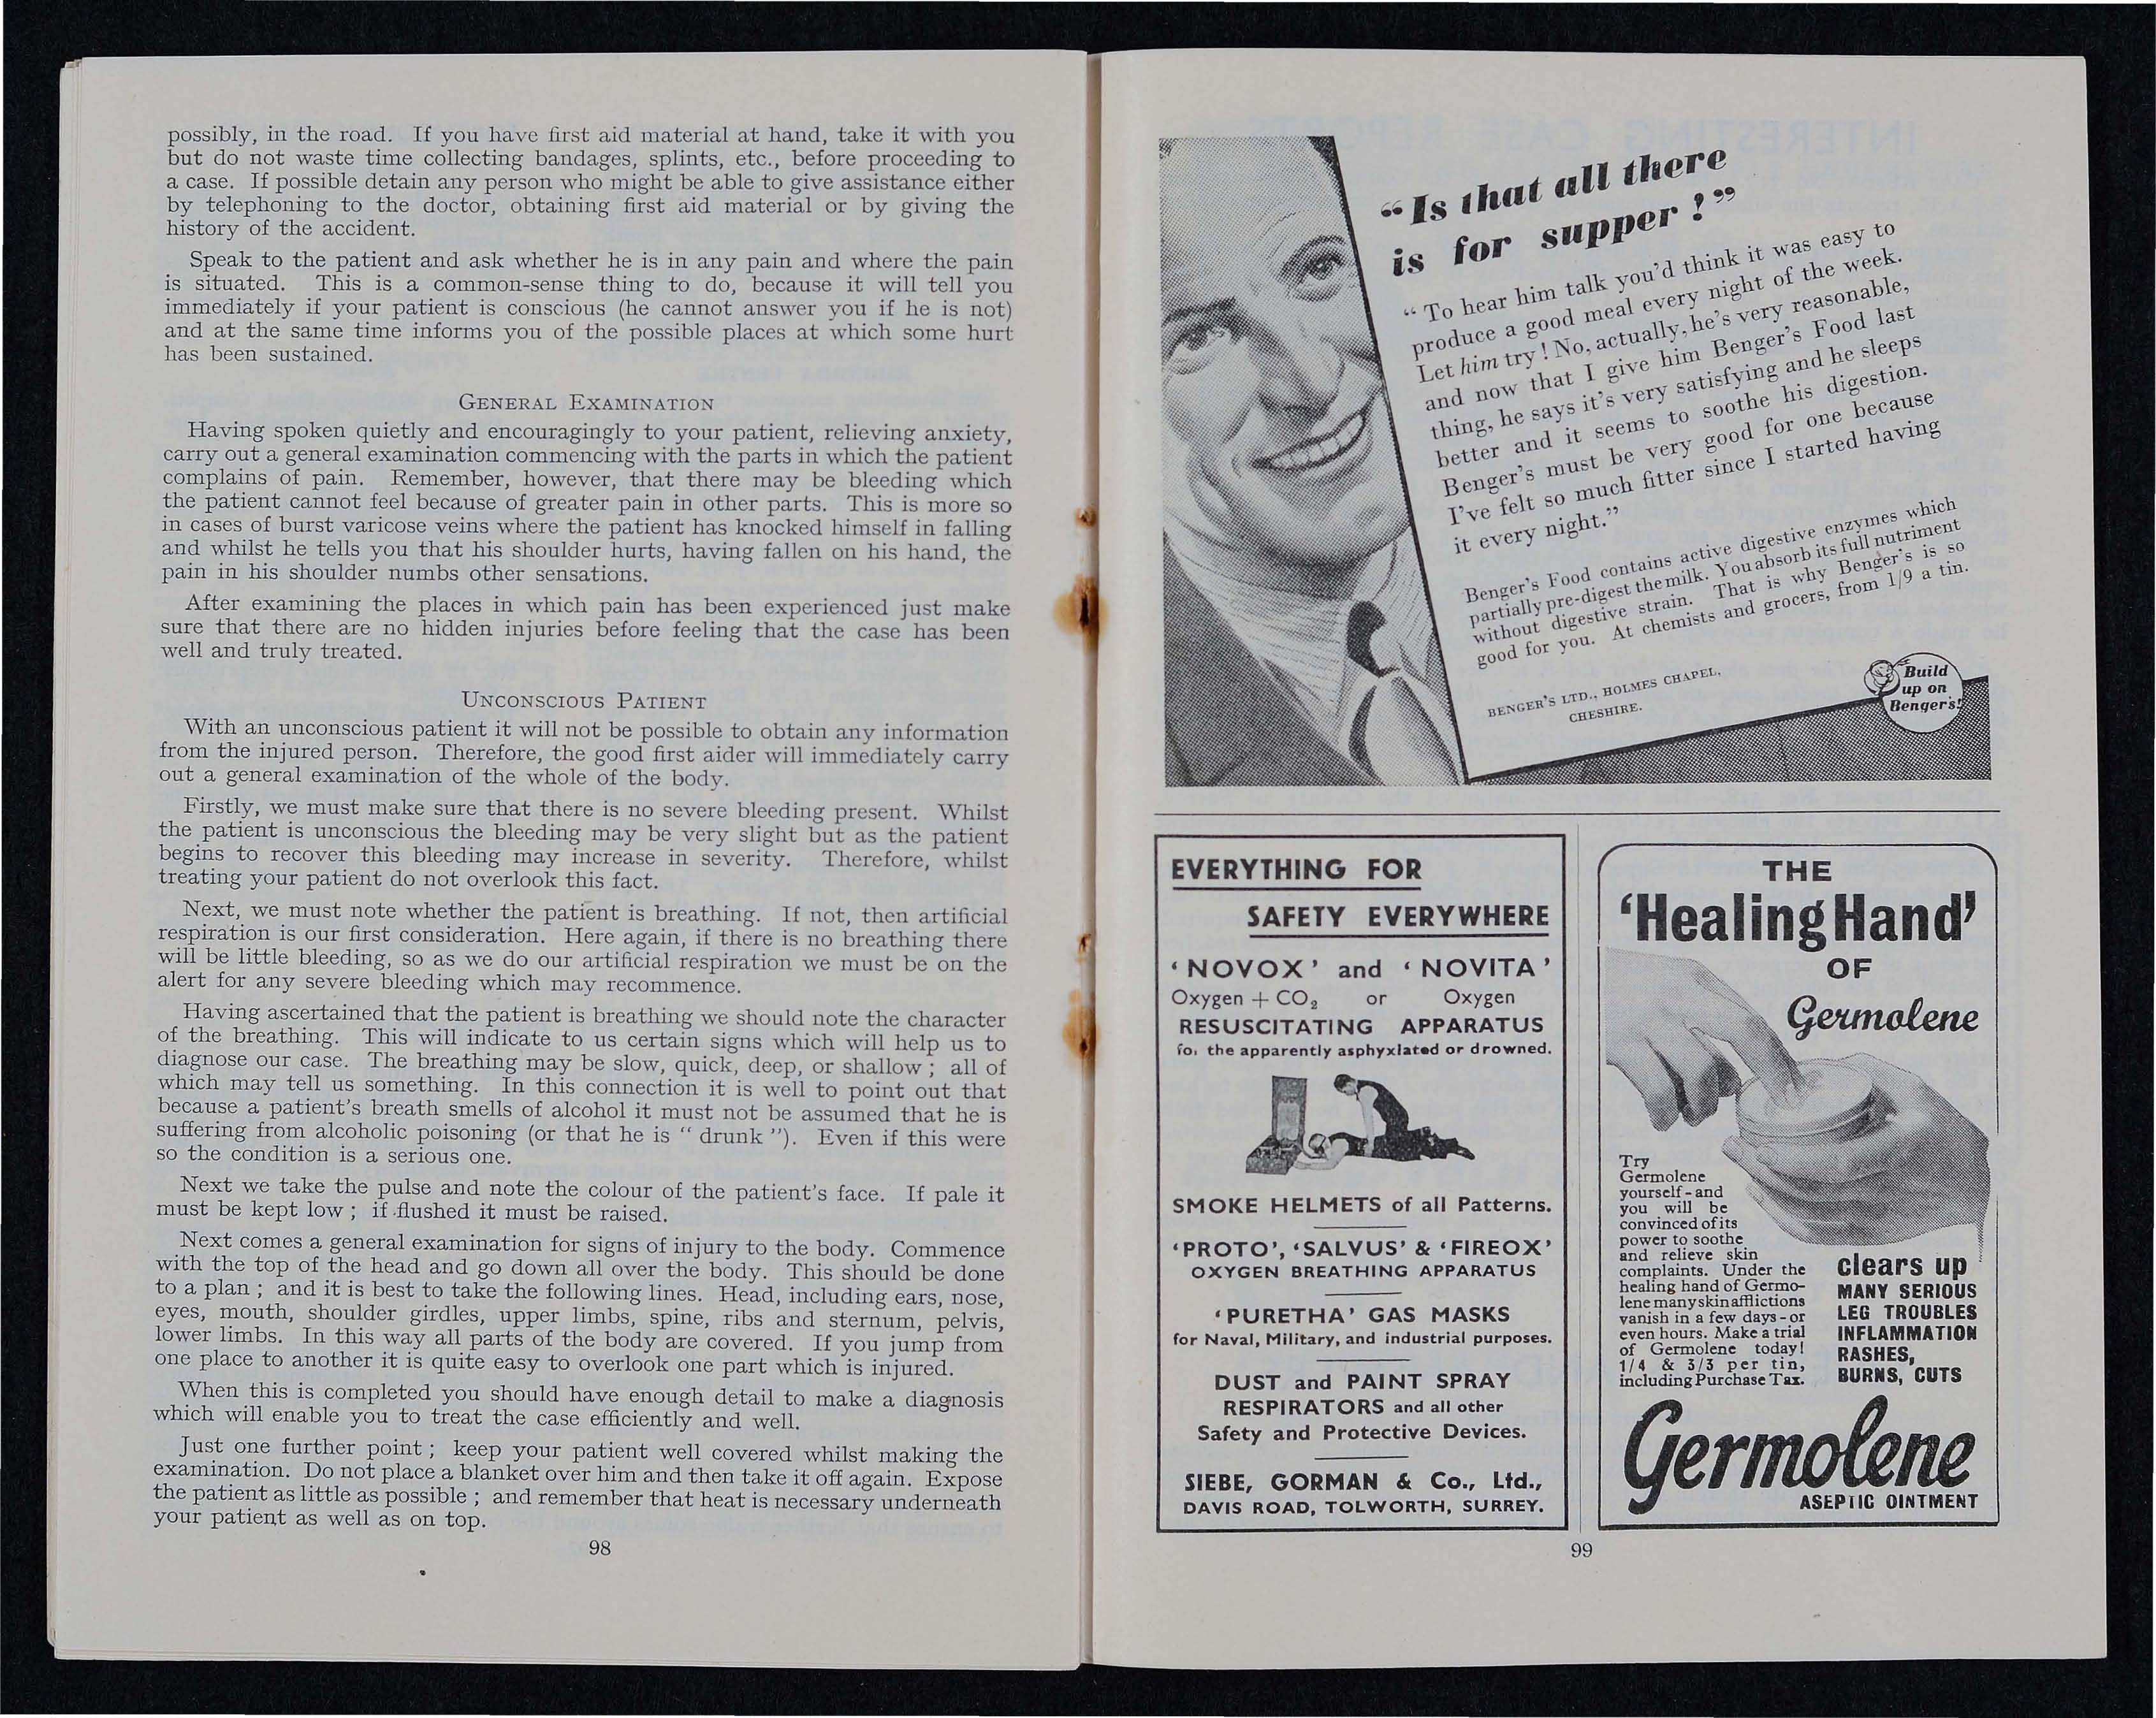 possibly, in the road. If you have first aid material at hand, take it with you
but do not waste time collecting bandages, splints, etc., before proceeding to
a case. If possible detain any person who might be able to give assistance either
by telephoning to the doctor, obtaining first aid material or by giving the
history of the accident.
Speak to the patient and ask whether he is in any pain and where the pain
is situated. This is a common-sense thing to do, because it will tell you
immediately if your patient is conscious (he cannot answer you if he is not)
and at the same time informs you of the possible places at which some hurt
has been sustained.
GENERAL EXAMINATION
Having spoken quietly and encouragingly to your patient, relieving anxiety,
carry out a general examination commencing with the parts in which the patient
complains of pain. Remember, however, that there may be bleeding which
the patient cannot feel because of greater pain in other parts. This is more so
in cases of burst varicose veins where the patient has knocked himself in falling
and whilst he tells you that his shoulder hurts, having fallen on his hand, the
pain in his shoulder numbs other sensations.
After examining the places in which pain has been experienced just make
sure that there are no hidden injuries before feeling that the case has been
well and truly treated.
UNCONSCIOUS PATIENT
With an unconscious patient it will not be possible to obtain any information
from the injured person. Therefore, the good first aider will immediately carry
out a general examination of the whole of the body.
Firstly, we must make sure that there is no severe bleeding present. Whilst
the patient is unconscious the bleeding may be very slight but as the patient
begins to recover this bleeding may increase in severity. Therefore, whilst
treating your patient do not overlook this fact.
Next, we must note whether the patient is breathing. If not, then artificial
respiration is our first consideration. Here again, if there is no breathing there
will be little bleeding, so as we do our artificial respiration we must be on the
alert for any severe bleeding which may recommence.
Having ascertained that the patient is breathing we should note the character
of the breathing. This will indicate to us certain signs which will help us to
diagnose our case. The breathing may be slow, quick, deep, or shallow ; all of
which may tell us something. In this connection it is well to point out that
because a patient's breath smells of alcohol it must not be assumed that he is
suffering from alcoholic poisoning (or that he is “ drunk ”). Even if this were
so the condition is a serious one.
Next we take the pulse and note the colour of the patient's face. If pale it
must be kept low ; if flushed it must be raised.
Next comes a general examination for signs of injury to the body. Commence
with the top of the head and go down all over the body. This should be done
to a plan ; and it is best to take the following lines. Head, including ears, nose,
eyes, mouth, shoulder girdles, upper limbs, spine, ribs and sternum, pelvis,
lower limbs. In this way all parts of the body are covered. If you jump from
one place to another it is quite easy to overlook one part which is injured.
When this is completed you should have enough detail to make a diagnosis
which will enable you to treat the case efficiently and well.
Just one further point ; keep your patient well covered whilst making the
examination. Do not place a blanket over him and then take it off again. Expose
the patient as little as possible ; and remember that heat is necessary underneath
your patient as well as on top.
98
“Is that all there
is for supper !”
“ To hear him talk you'd think it was easy to
produce a good meal every night of the week.
Let him try ! No, actually, he's very reasonable,
and now that I give him Benger's Food last
thing, he says it's very satisfying and he sleeps
better and it seems to soothe his digestion.
Benger's must be very good for one because
I've felt so much fitter since I started having
it every night.”
Benger's Food contains active digestive enzymes which
partially pre-digest the milk. You absorb its full nutriment
without digestive strain. That is why Benger's is so
good for you. At chemists and grocers, from 1/9 a tin.
BENGER'S LTD., HOLMES CHAPEL,
CHESHIRE.
Build
up on
Benger's!
EVERYTHING FOR
SAFETY EVERYWHERE
‘ NOVOX ’ and ‘ NOVITA ’
Oxygen + CO₂ or Oxygen
RESUSCITATING APPARATUS
for the apparently asphyxiated or drowned.
SMOKE HELMETS of all Patterns.
‘PROTO’, ‘SALVUS’ & ‘FIREOX’
OXYGEN BREATHING APPARATUS
‘PURETHA’ GAS MASKS
for Naval, Military, and industrial purposes.
DUST and PAINT SPRAY
RESPIRATORS and all other
Safety and Protective Devices.
SIEBE, GORMAN & Co., Ltd.,
DAVIS ROAD, TOLWORTH, SURREY.
THE
‘Healing Hand’
OF
Germolene
Try
Germolene
yourself - and
you will be
convinced of its
power to soothe
and relieve skin
complaints. Under the
healing hand of Germo-
lene many skin afflictions
vanish in a few days - or
even hours. Make a trial
of Germolene today!
1/4 & 3/3 per tin,
including Purchase Tax.
clears up
MANY SERIOUS
LEG TROUBLES
INFLAMMATION
RASHES,
BURNS, CUTS
Germolene
ASEPTIC OINTMENT
99